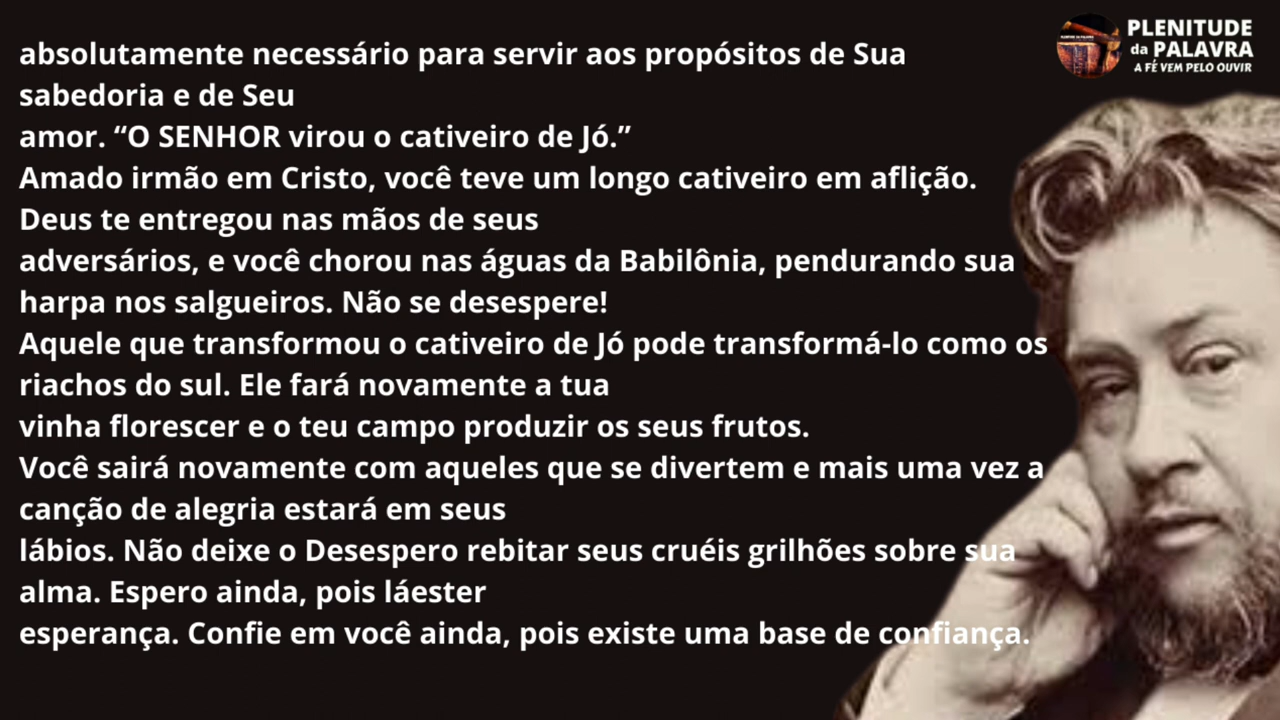 PLENITUDE
da PALAVRA
A FÉ VEM PELO OUVIR
absolutamente necessário para servir aos propósitos de Sua
sabedoria e de Seu
amor. “O SENHOR virou o cativeiro de Jó.”
Amado irmão em Cristo, você teve um longo cativeiro em aflição.
Deus te entregou nas mãos de seus
adversários, e você chorou nas águas da Babilônia, pendurando sua
harpa nos salgueiros. Não se desespere!
Aquele que transformou o cativeiro de Jó pode transformá-lo como os
riachos do sul. Ele fará novamente a tua
vinha florescer e o teu campo produzir os seus frutos.
Você sairá novamente com aqueles que se divertem e mais uma vez a
canção de alegria estará em seus
lábios. Não deixe o Desespero rebitar seus cruéis grilhões sobre sua
alma. Espero ainda, pois láester
esperança. Confie em você ainda, pois existe uma base de confiança.